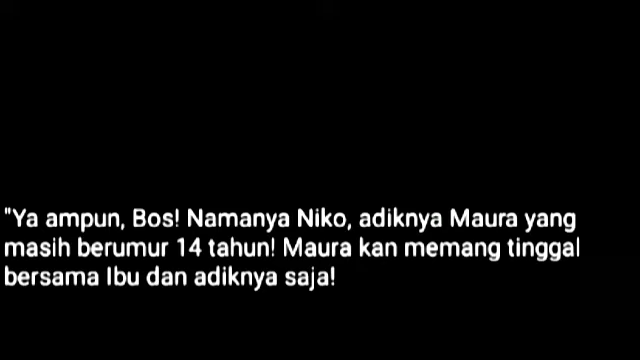 "Ya ampun, Bos! Namanya Niko, adiknya Maura yang
masih berumur 14 tahun! Maura kan memang tinggal
bersama Ibu dan adiknya saja!